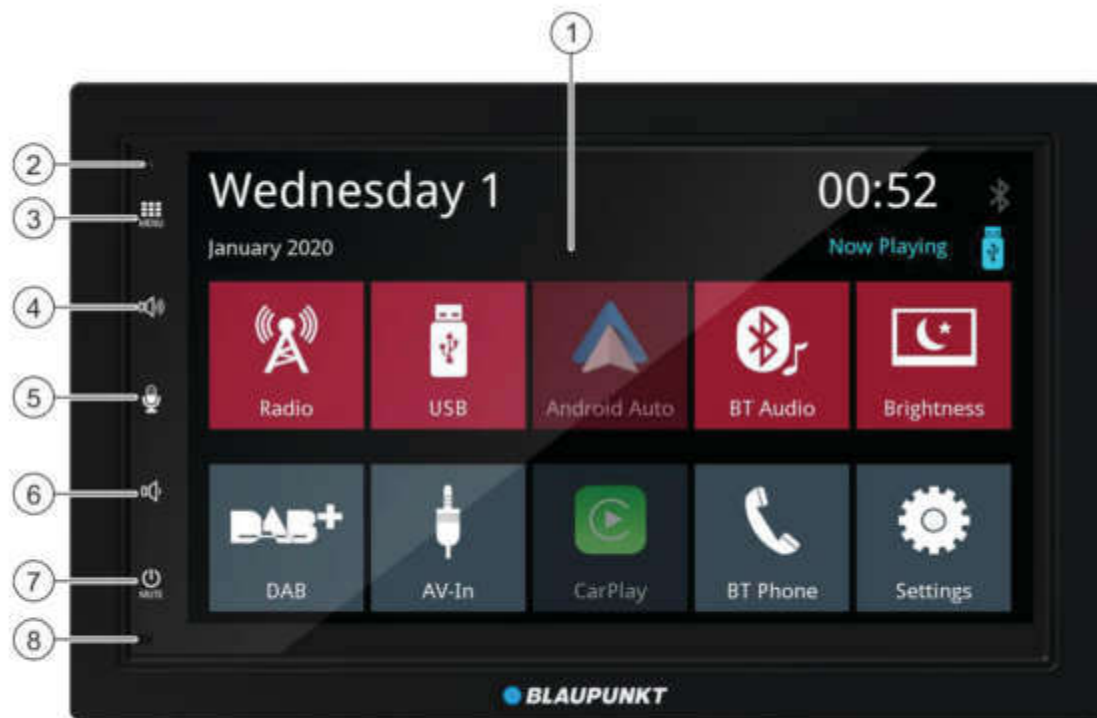 1
2
Wednesday 1
00:52
3
MENU
January 2020
Now Playing
4
5
Radio
USB
Android Auto
BT Audio
Brightness
6
7
MUTE
DAB+
DAB
AV-In
CarPlay
BT Phone
Settings
8
BLAUPUNKT